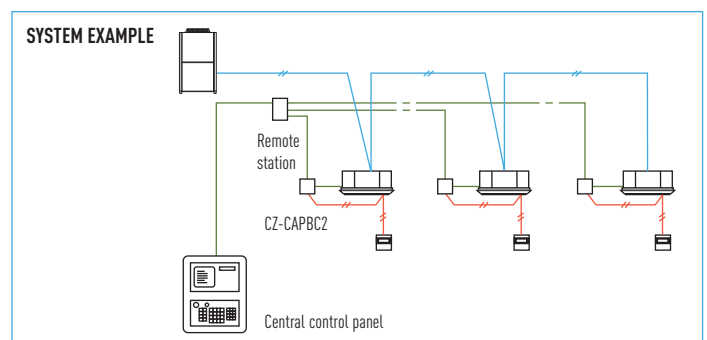 SYSTEM EXAMPLE
Remote
station
CZ-CAPBC2
Central control panel